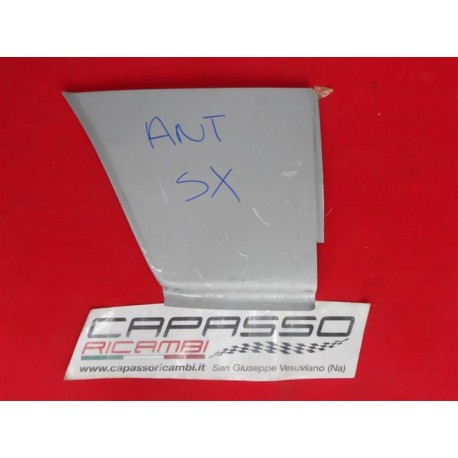 ANT
SX
CAPASSO
RICAMBI
www.capassoricambi.it San Giuseppe Vesuviano (Na)